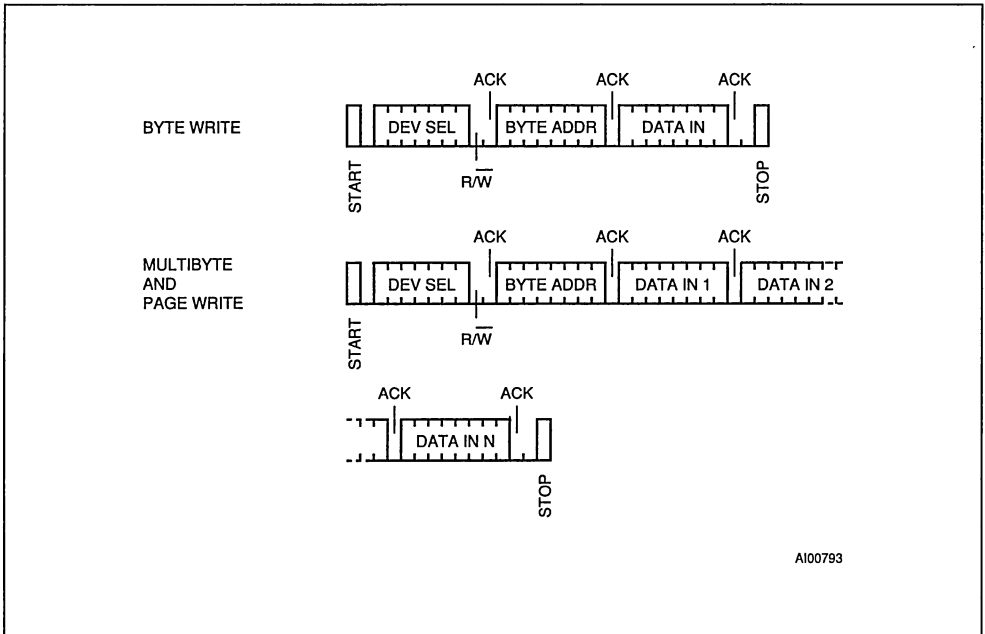 ACK ACK ACK
BYTE WRITE DEV SEL BYTE ADDR DATA IN
R/W̅
START STOP
ACK ACK ACK
MULTIBYTE
AND
PAGE WRITE
DEV SEL BYTE ADDR DATA IN 1 DATA IN 2
R/W̅
START
ACK ACK
DATA IN N
STOP
AI00793